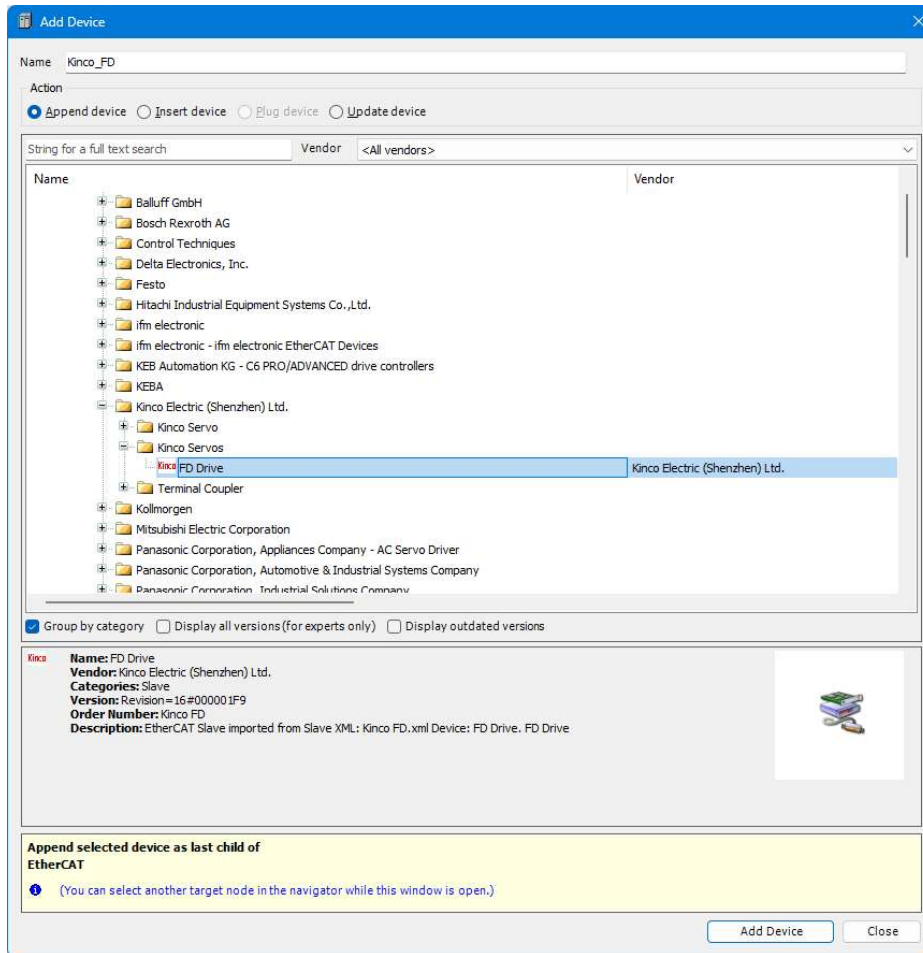 Add Device
Name Kinco_FD
Action
Append device Insert device Plug device Update device
String for a full text search Vendor <All vendors>
Name Vendor
Balluff GmbH
Bosch Rexroth AG
Control Techniques
Delta Electronics, Inc.
Festo
Hitachi Industrial Equipment Systems Co.,Ltd.
ifm electronic
ifm electronic - ifm electronic EtherCAT Devices
KEB Automation KG - C6 PRO/ADVANCED drive controllers
KEBA
Kinco Electric (Shenzhen) Ltd.
Kinco Servo
Kinco Servos
Kinco FD Drive Kinco Electric (Shenzhen) Ltd.
Terminal Coupler
Kollmorgen
Mitsubishi Electric Corporation
Panasonic Corporation, Appliances Company - AC Servo Driver
Panasonic Corporation, Automotive & Industrial Systems Company
Panasonic Corporation, Industrial Solutions Company
Group by category Display all versions (for experts only) Display outdated versions
Kinco Name: FD Drive
Vendor: Kinco Electric (Shenzhen) Ltd.
Categories: Slave
Version: Revision=16#000001F9
Order Number: Kinco FD
Description: EtherCAT Slave imported from Slave XML: Kinco FD.xml Device: FD Drive. FD Drive
Append selected device as last child of
EtherCAT
(You can select another target node in the navigator while this window is open.)
Add Device Close